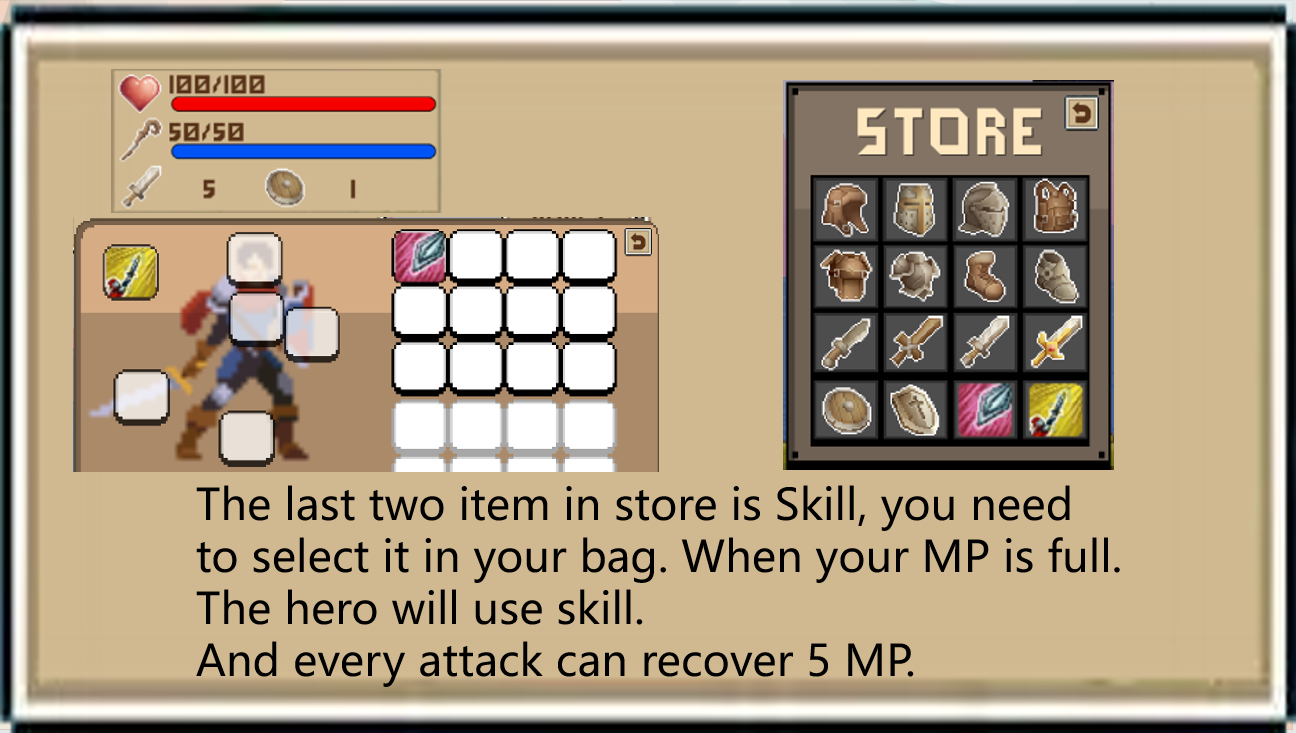 100/100
50/50
5 1
STORE
The last two item in store is Skill, you need
to select it in your bag. When your MP is full.
The hero will use skill.
And every attack can recover 5 MP.